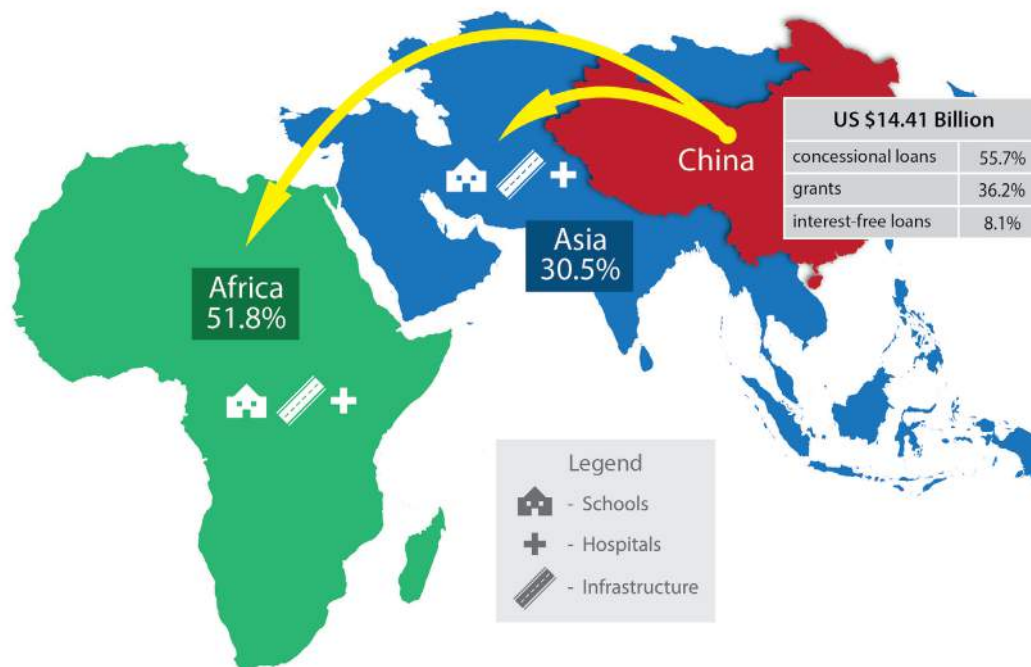 US $14.41 Billion
concessional loans 55.7%
grants 36.2%
interest-free loans 8.1%
China
Asia
30.5%
Africa
51.8%
Legend
- Schools
- Hospitals
- Infrastructure